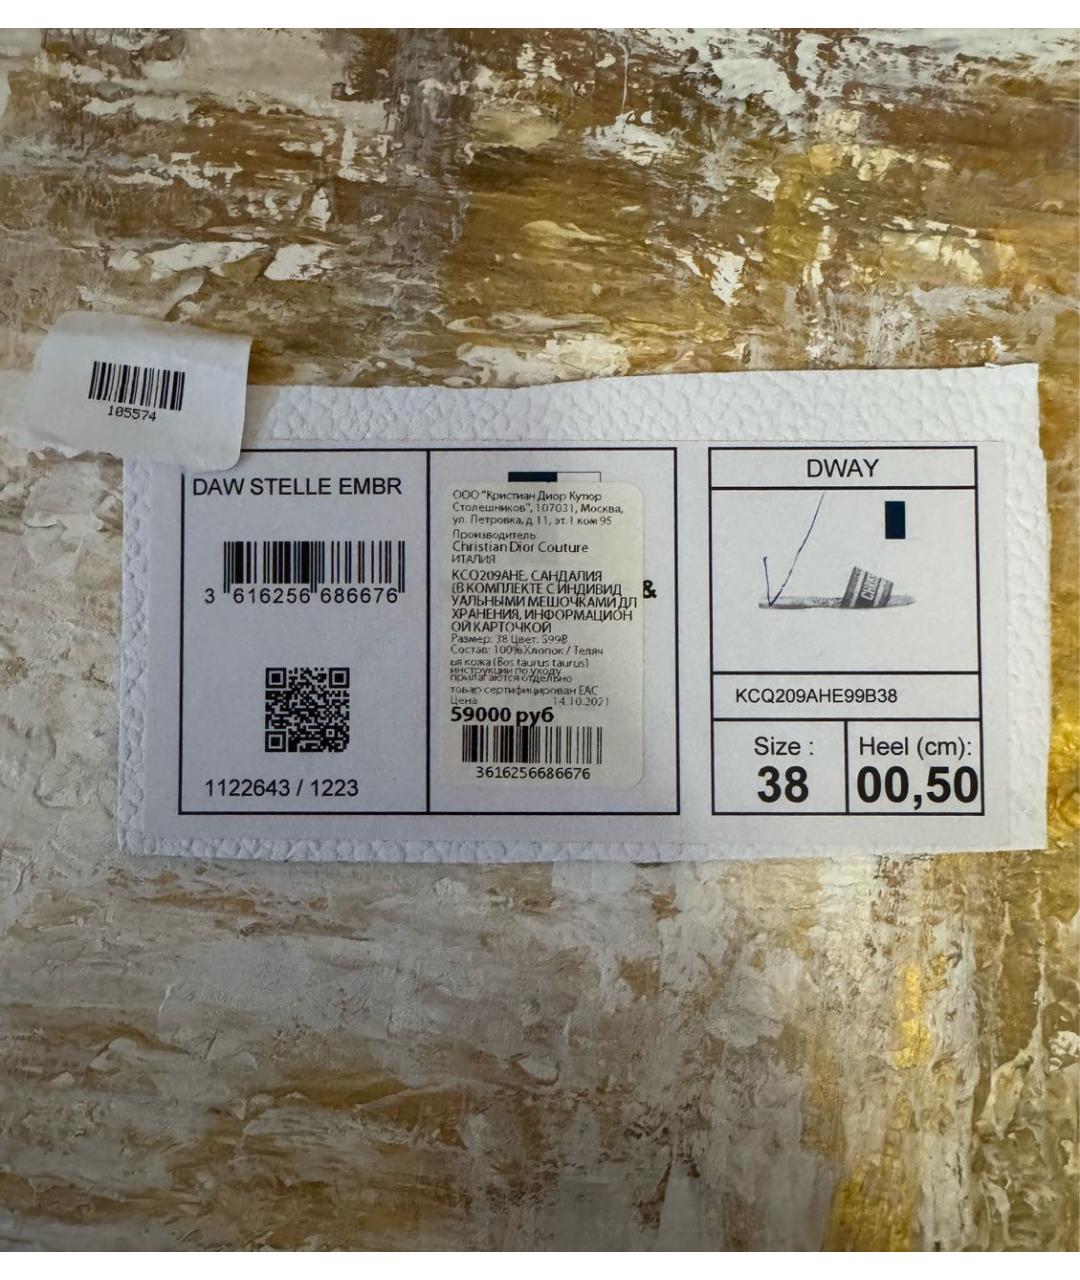 105574
DAW STELLE EMBR
3 616256 686676
1122643 / 1223
ООО "Кристиан Диор Кутюр
Столешников", 107031, Москва,
ул. Петровка, д 11, эт. I ком 95
Производитель:
Christian Dior Couture
ИТАЛИЯ
KCQ209AHE, САНДАЛИЯ
(В КОМПЛЕКТЕ С ИНДИВИД
УАЛЬНЫМИ МЕШОЧКАМИ ДЛ
ХРАНЕНИЯ, ИНФОРМАЦИОН
ОЙ КАРТОЧКОЙ
Размер: 38 Цвет: S99B
Состав: 100% Хлопок / Теляч
ья кожа (Bos taurus taurus)
инструкции по уходу
прилагаются отдельно
товар сертифицирован ЕАС
Цена 14.10.2021
59000 руб
3616256686676
&
DWAY
CHRIS
KCQ209AHE99B38
Size :
38
Heel (cm):
00,50